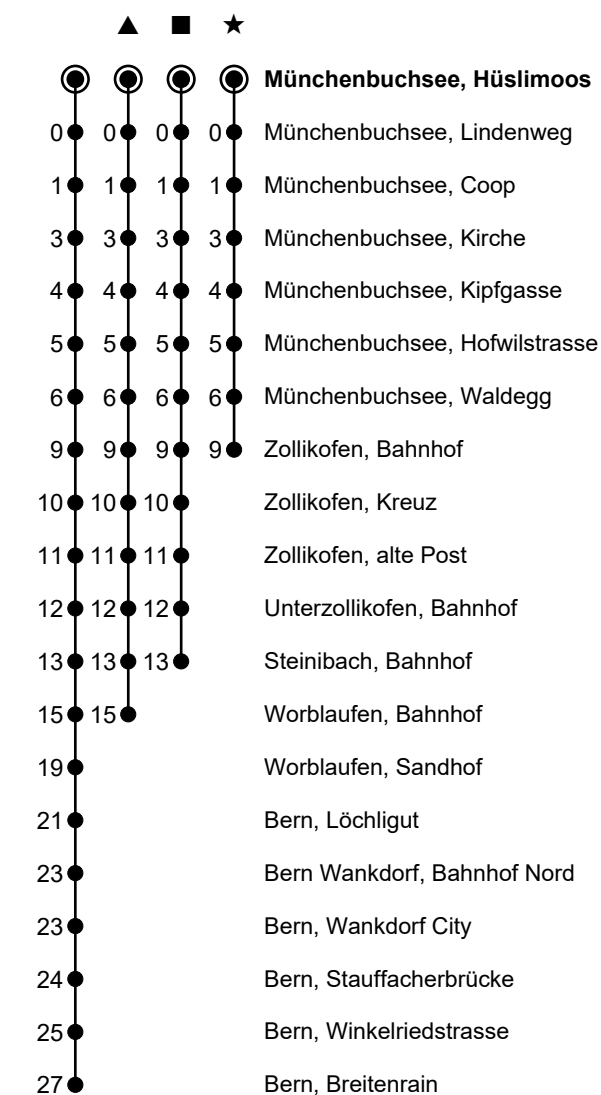 ▲ ■ ★
Münchenbuchsee, Hüslimoos
0 0 0 0 Münchenbuchsee, Lindenweg
1 1 1 1 Münchenbuchsee, Coop
3 3 3 3 Münchenbuchsee, Kirche
4 4 4 4 Münchenbuchsee, Kipfgasse
5 5 5 5 Münchenbuchsee, Hofwilstrasse
6 6 6 6 Münchenbuchsee, Waldegg
9 9 9 9 Zollikofen, Bahnhof
10 10 10 Zollikofen, Kreuz
11 11 11 Zollikofen, alte Post
12 12 12 Unterzollikofen, Bahnhof
13 13 13 Steinibach, Bahnhof
15 15 Worblaufen, Bahnhof
19 Worblaufen, Sandhof
21 Bern, Löchligut
23 Bern Wankdorf, Bahnhof Nord
23 Bern, Wankdorf City
24 Bern, Stauffacherbrücke
25 Bern, Winkelriedstrasse
27 Bern, Breitenrain